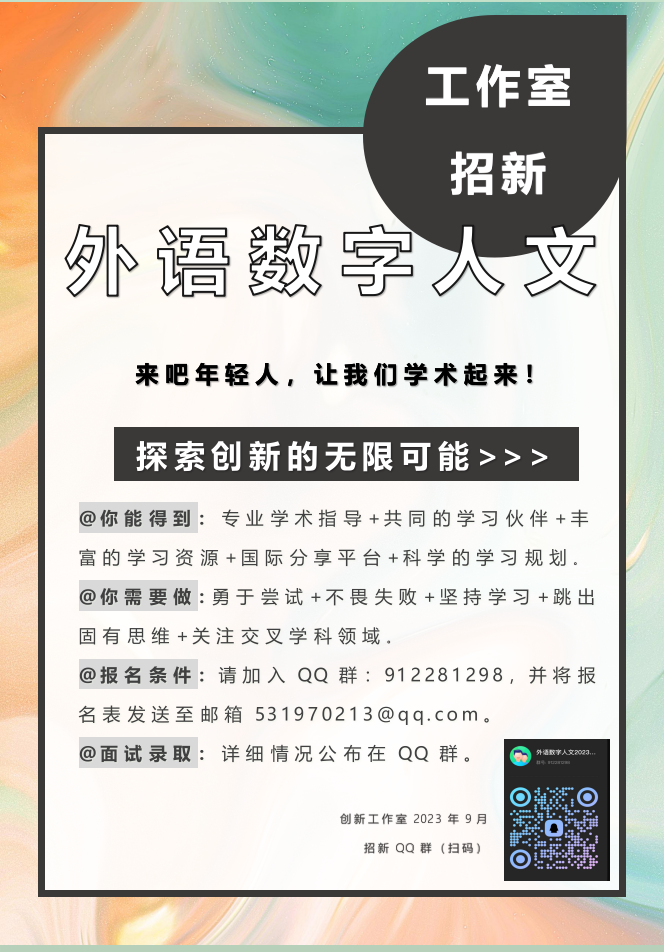 工作室
招新
外语数字人文
来吧年轻人，让我们学术起来！
探索创新的无限可能>>>
@你能得到：专业学术指导+共同的学习伙伴+丰
富的学习资源+国际分享平台+科学的学习规划.
@你需要做:勇于尝试+不畏失败+坚持学习+跳出
固有思维+关注交叉学科领域.
@报名条件：请加入 QQ 群：912281298，并将报
名表发送至邮箱 531970213@qq.com。
@面试录取：详细情况公布在 QQ 群。
外语数字人文2023...
群号: 912281298
创新工作室 2023 年 9 月
招新 QQ 群（扫码）